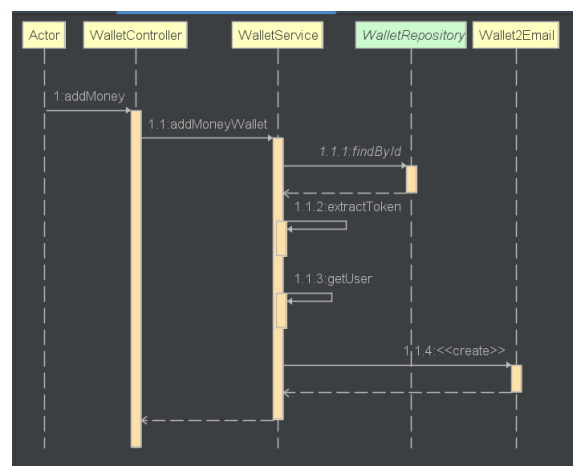 Actor
WalletController
WalletService
WalletRepository
Wallet2Email
1:addMoney
1.1:addMoneyWallet
1.1.1:findById
1.1.2:extractToken
1.1.3:getUser
1.1.4:<<create>>